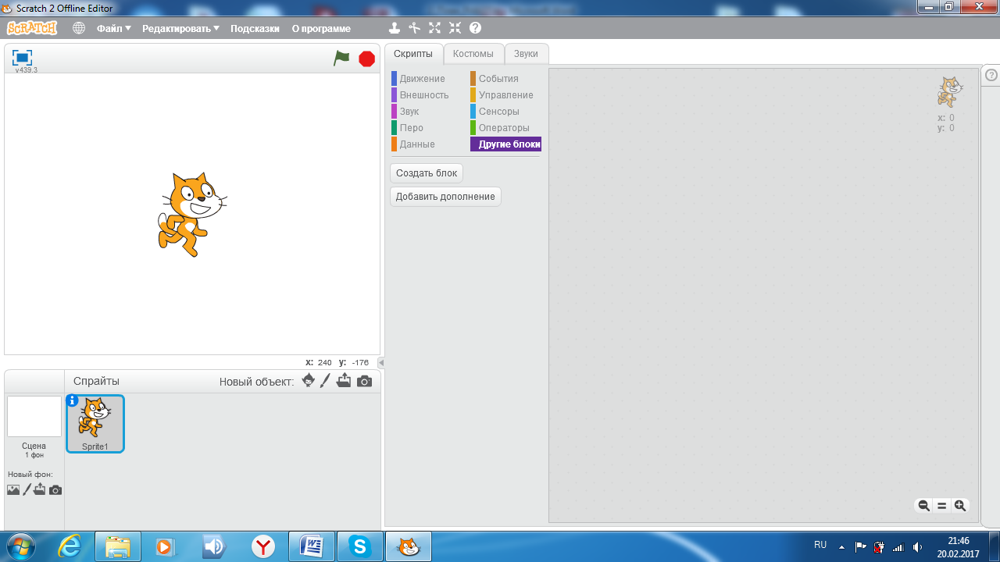 Scratch 2 Offline Editor
SCRATCH
Файл
Редактировать
Подсказки
О программе
v439.3
Скрипты
Костюмы
Звуки
Движение
События
Внешность
Управление
Звук
Сенсоры
Перо
Операторы
Данные
Другие блоки
Создать блок
Добавить дополнение
x: 0
y: 0
x: 240 y: -176
Спрайты
Новый объект:
Sprite1
Сцена
1 фон
Новый фон:
RU
21:46
20.02.2017